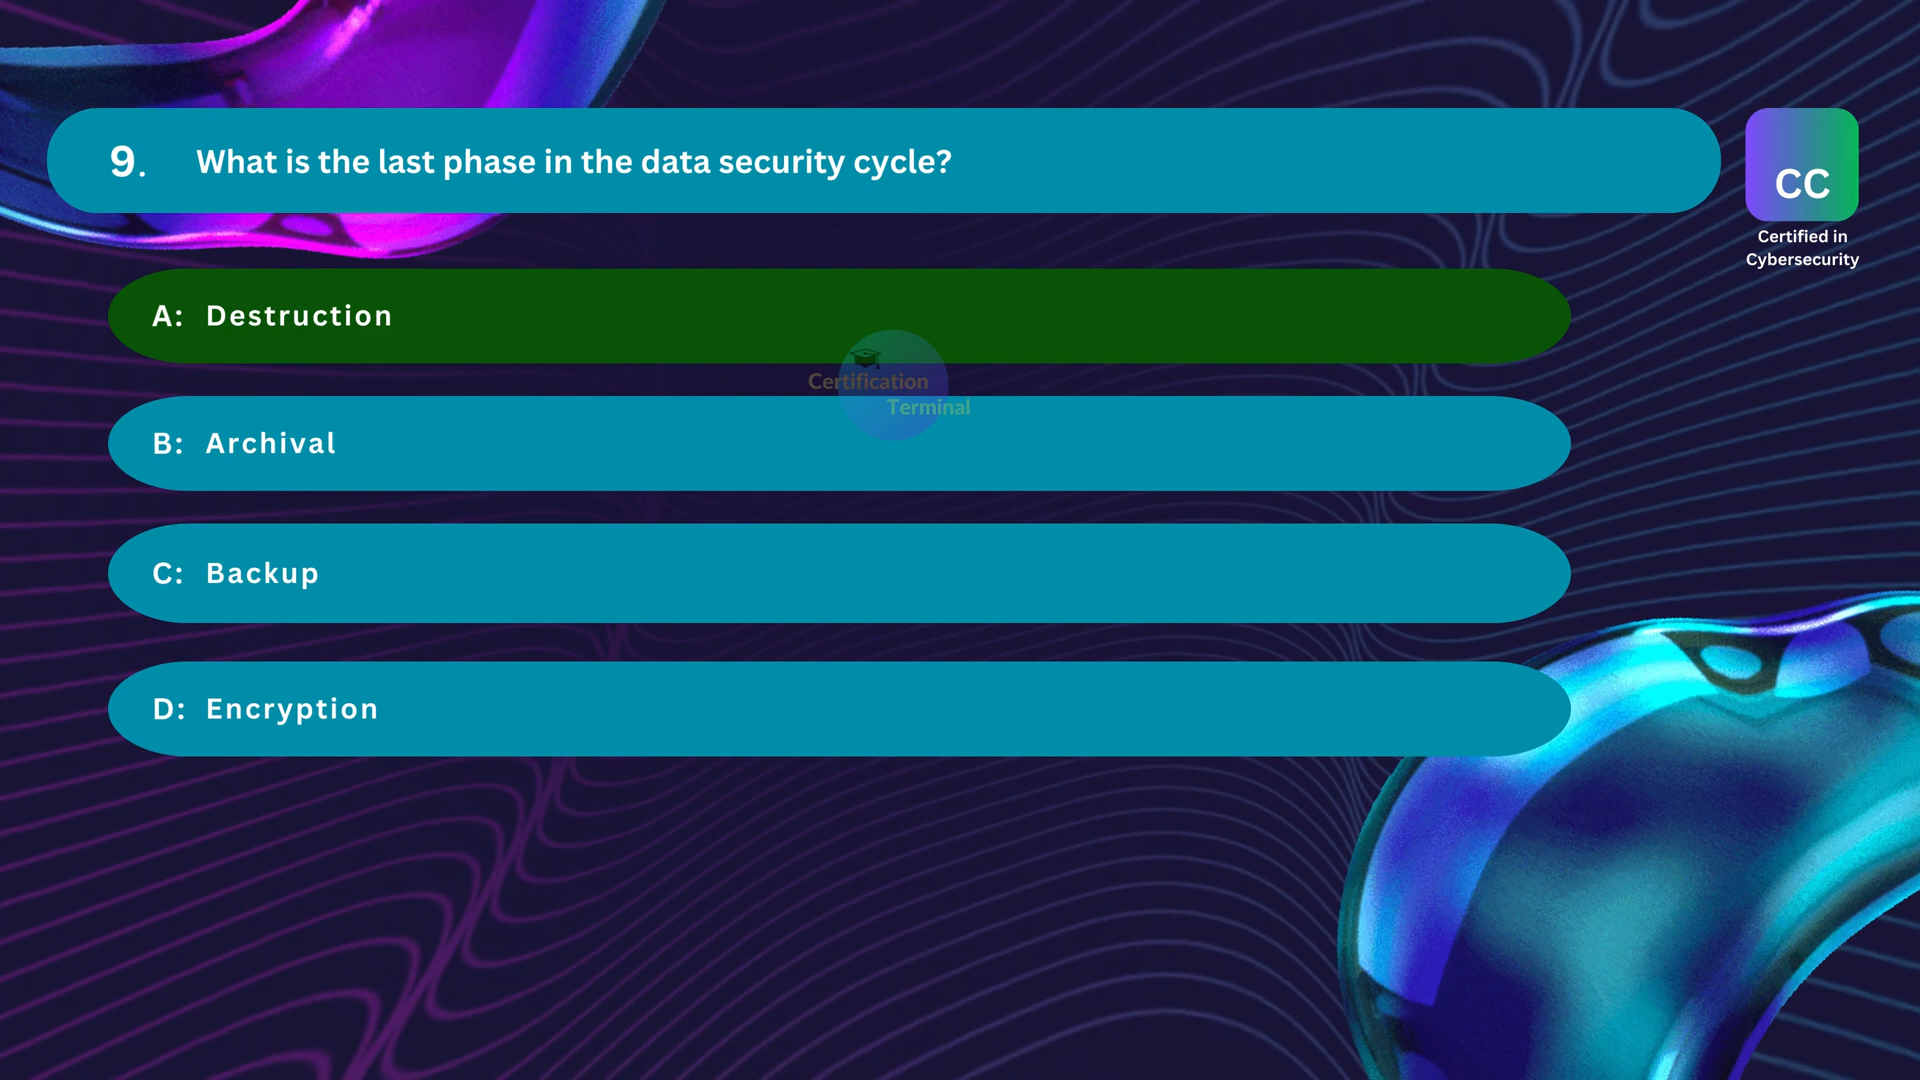 9. What is the last phase in the data security cycle?
CC
Certified in
Cybersecurity
A: Destruction
Certification
Terminal
B: Archival
C: Backup
D: Encryption